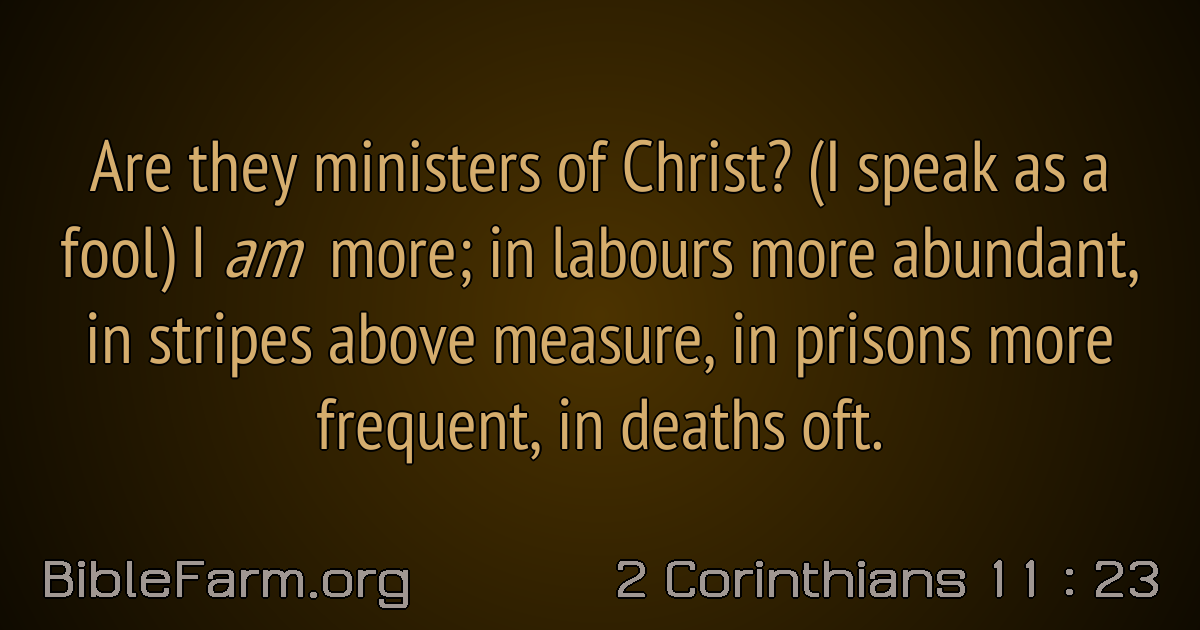 Are they ministers of Christ? (I speak as a
fool) I am more; in labours more abundant,
in stripes above measure, in prisons more
frequent, in deaths oft.
BibleFarm.org
2 Corinthians 11 : 23